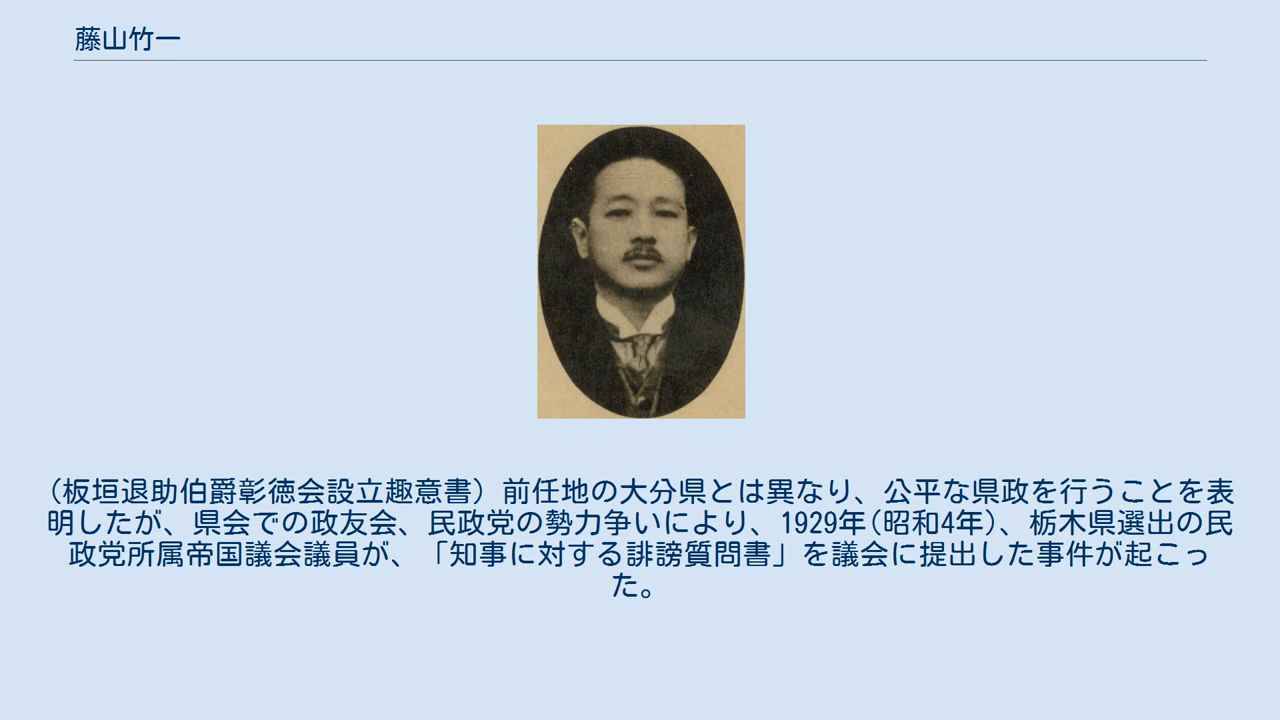 藤山竹一
（板垣退助伯爵彰徳会設立趣意書）前任地の大分県とは異なり、公平な県政を行うことを表
明したが、県会での政友会、民政党の勢力争いにより、1929年(昭和4年)、栃木県選出の民
政党所属帝国議会議員が、「知事に対する誹謗質問書」を議会に提出した事件が起こっ
た。